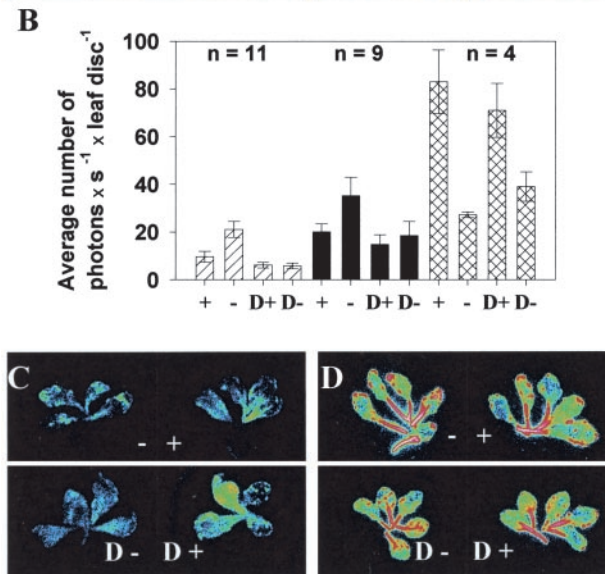 B
n = 11 n = 9 n = 4
Average number of
photons x s⁻¹ x leaf disc⁻¹
100
80
60
40
20
0
+ - D+ D- + - D+ D- + - D+ D-
C
- +
D - D +
D
- +
D - D +